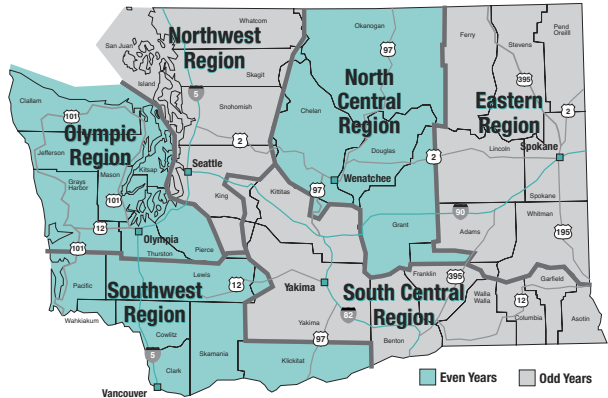 Whatcom
San Juan
Northwest
Region
Skagit
Island
5
Snohomish
2
Okanogan
97
North
Central
Region
Chelan
Douglas
Ferry
Stevens
Pend
Oreill
395
Eastern
Region
2
Lincoln
Spokane
Clallam
101
Olympic
Region
Jefferson
Mason
Kitsap
Grays
Harbor
101
12
101
Seattle
King
Kittitas
97
Wenatchee
2
Grant
90
Adams
Spokane
Whitman
195
Olympia
Thurston
Pierce
Pacific
Lewis
12
Southwest
Region
Wahkiakum
Cowlitz
5
Clark
Skamania
Vancouver
Yakima
Yakima
82
97
Klickitat
South Central
Region
Franklin
395
Benton
Walla
Walla
12
Columbia
Garfield
Asotin
Even Years
Odd Years